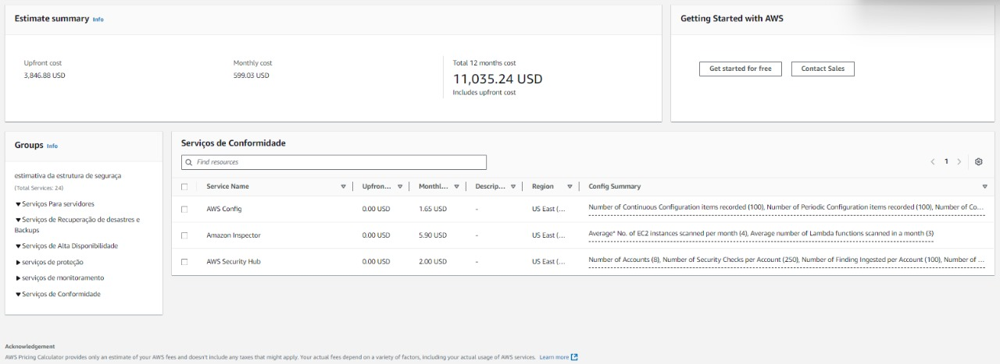 Estimate summary Info
Getting Started with AWS
Upfront cost
3,846.88 USD
Monthly cost
599.03 USD
Total 12 months cost
11,035.24 USD
Includes upfront cost
Get started for free
Contact Sales
Groups Info
estimativa da estrutura de seguraça
(Total Services: 24)
Serviços Para servidores
Serviços de Recuperação de desastres e
Backups
Serviços de Alta Disponibilidade
serviços de proteção
serviços de monitoramento
Serviços de Conformidade
Serviços de Conformidade
Find resources
1
Service Name Upfron... Monthl... Descrip... Region Config Summary
AWS Config 0.00 USD 1.65 USD - US East (... Number of Continuous Configuration items recorded (100), Number of Periodic Configuration items recorded (100), Number of Co...
Amazon Inspector 0.00 USD 5.90 USD - US East (... Average* No. of EC2 instances scanned per month (4), Average number of Lambda functions scanned in a month (3)
AWS Security Hub 0.00 USD 2.00 USD - US East (... Number of Accounts (8), Number of Security Checks per Account (250), Number of Finding Ingested per Account (100), Number of ...
Acknowledgement
AWS Pricing Calculator provides only an estimate of your AWS fees and doesn't include any taxes that might apply. Your actual fees depend on a variety of factors, including your actual usage of AWS services. Learn more